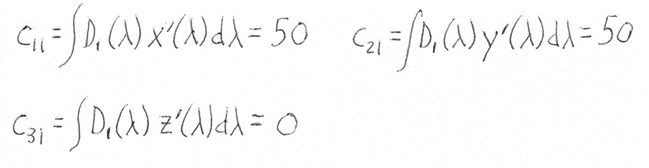 C₁₁ = ∫D₁(λ) x'(λ)dλ = 50    C₂₁ = ∫D₁(λ) y'(λ)dλ = 50
C₃₁ = ∫D₁(λ) z'(λ)dλ = 0